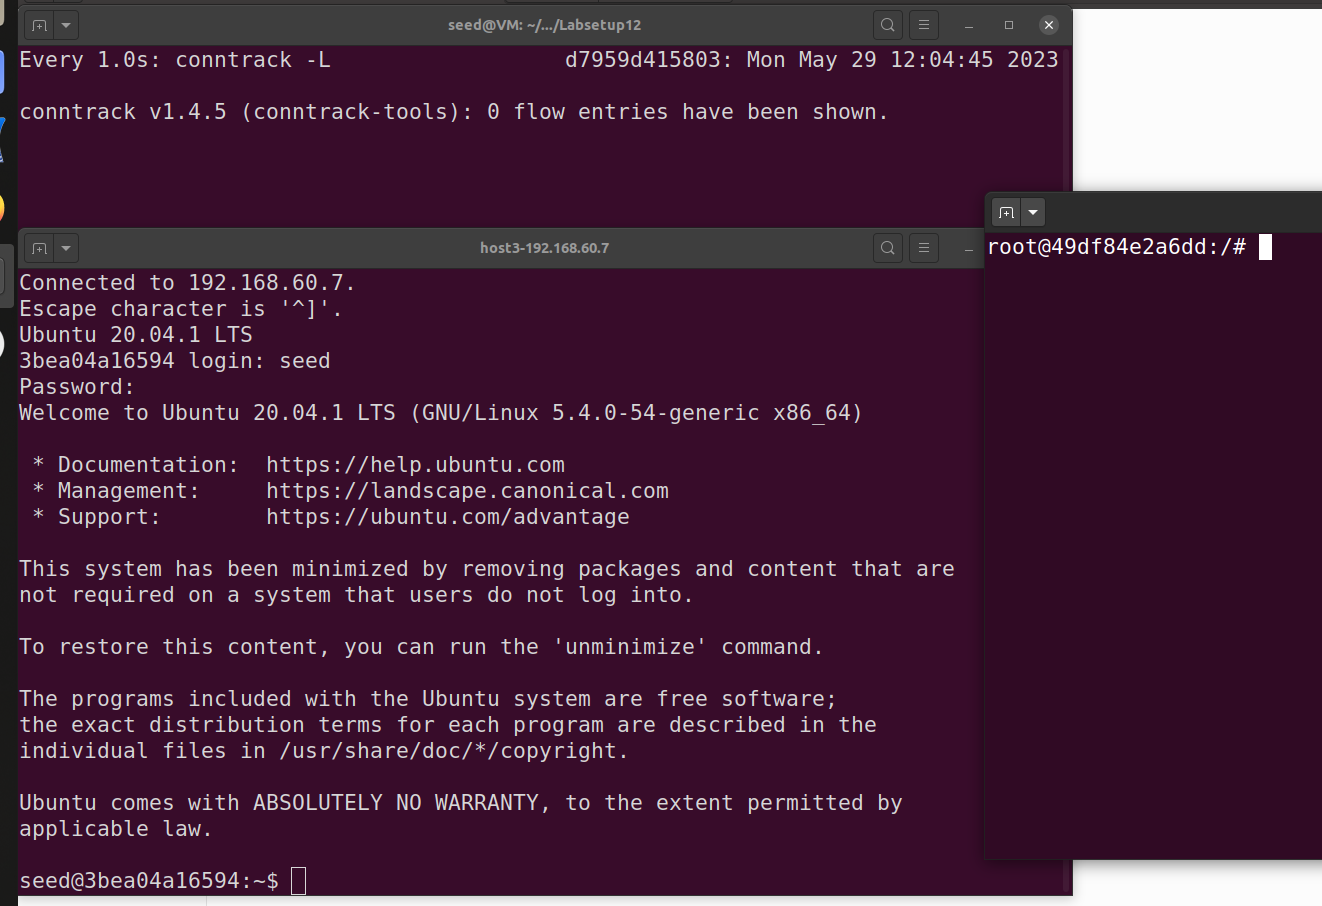 seed@VM: ~/.../Labsetup12
Every 1.0s: conntrack -L                  d7959d415803: Mon May 29 12:04:45 2023
conntrack v1.4.5 (conntrack-tools): 0 flow entries have been shown.
host3-192.168.60.7
Connected to 192.168.60.7.
Escape character is '^]'.
Ubuntu 20.04.1 LTS
3bea04a16594 login: seed
Password:
Welcome to Ubuntu 20.04.1 LTS (GNU/Linux 5.4.0-54-generic x86_64)
 * Documentation:  https://help.ubuntu.com
 * Management:     https://landscape.canonical.com
 * Support:        https://ubuntu.com/advantage
This system has been minimized by removing packages and content that are
not required on a system that users do not log into.
To restore this content, you can run the 'unminimize' command.
The programs included with the Ubuntu system are free software;
the exact distribution terms for each program are described in the
individual files in /usr/share/doc/*/copyright.
Ubuntu comes with ABSOLUTELY NO WARRANTY, to the extent permitted by
applicable law.
seed@3bea04a16594:~$
root@49df84e2a6dd:/#